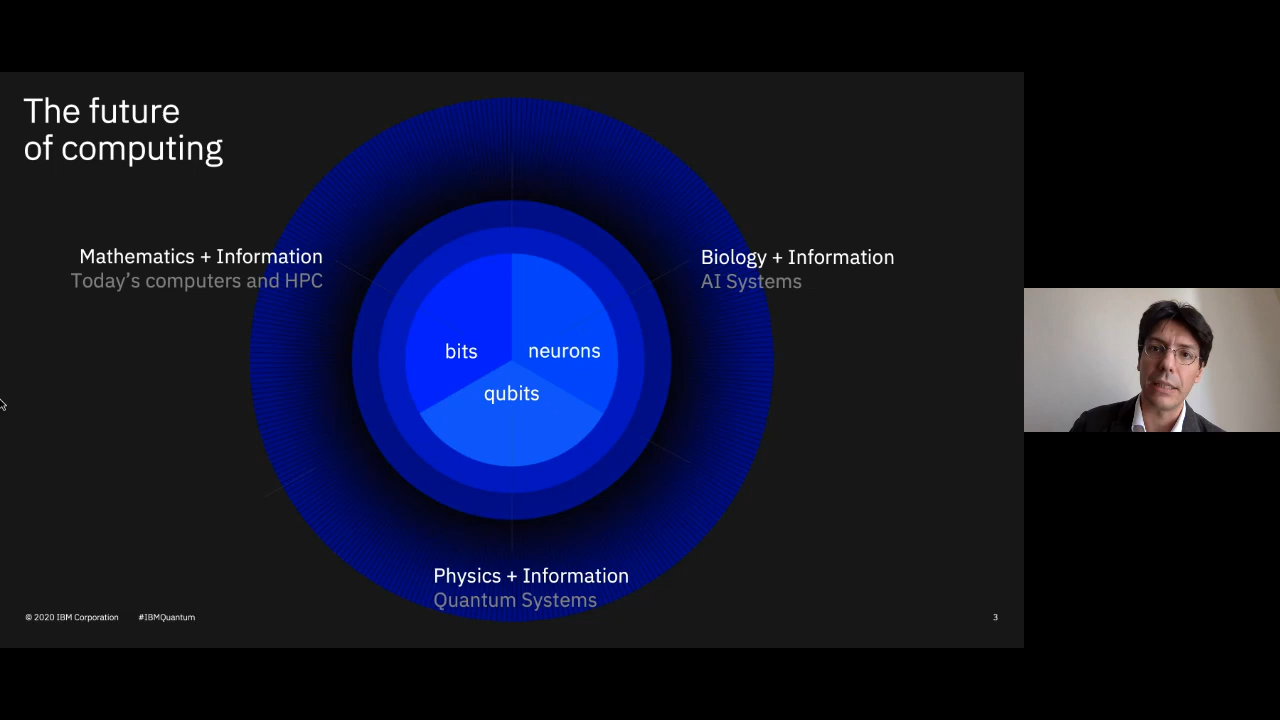 The future
of computing
Mathematics + Information
Today's computers and HPC
Biology + Information
AI Systems
bits
neurons
qubits
Physics + Information
Quantum Systems
© 2020 IBM Corporation
#IBMQuantum
3